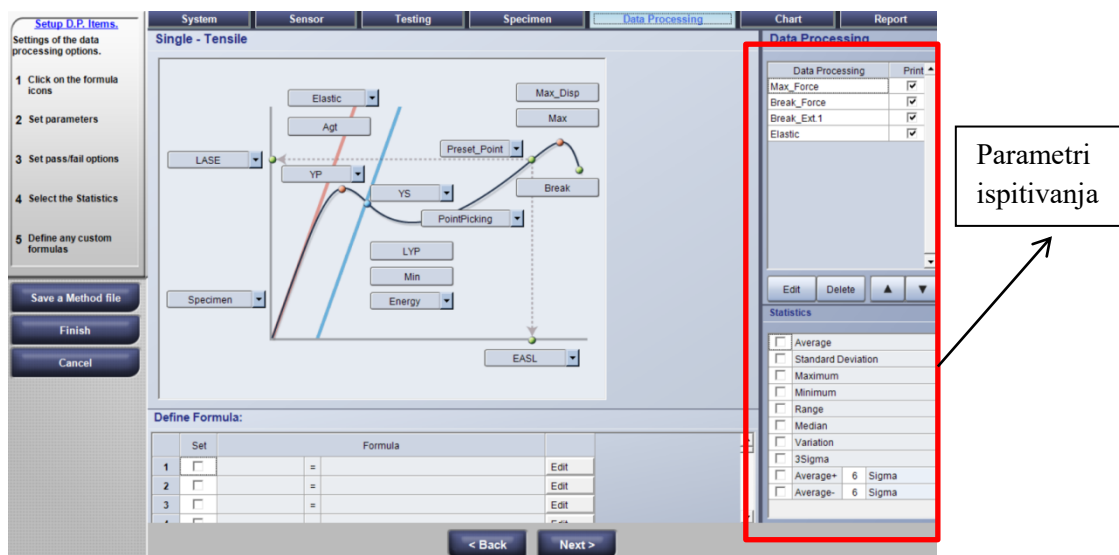 Setup D.P. Items.
Settings of the data
processing options.
1 Click on the formula
icons
2 Set parameters
3 Set pass/fail options
4 Select the Statistics
5 Define any custom
formulas
Save a Method file
Finish
Cancel
System Sensor Testing Specimen Data Processing Chart Report
Single - Tensile
Elastic
Agt
LASE
YP
YS
Preset_Point
Max_Disp
Max
Break
PointPicking
LYP
Min
Energy
Specimen
EASL
Define Formula:
Set Formula
1 = Edit
2 = Edit
3 = Edit
< Back Next >
Data Processing
Data Processing Print
Max_Force
Break_Force
Break_Ext.1
Elastic
Edit Delete
Statistics
Average
Standard Deviation
Maximum
Minimum
Range
Median
Variation
3Sigma
Average+ 6 Sigma
Average- 6 Sigma
Parametri
ispitivanja